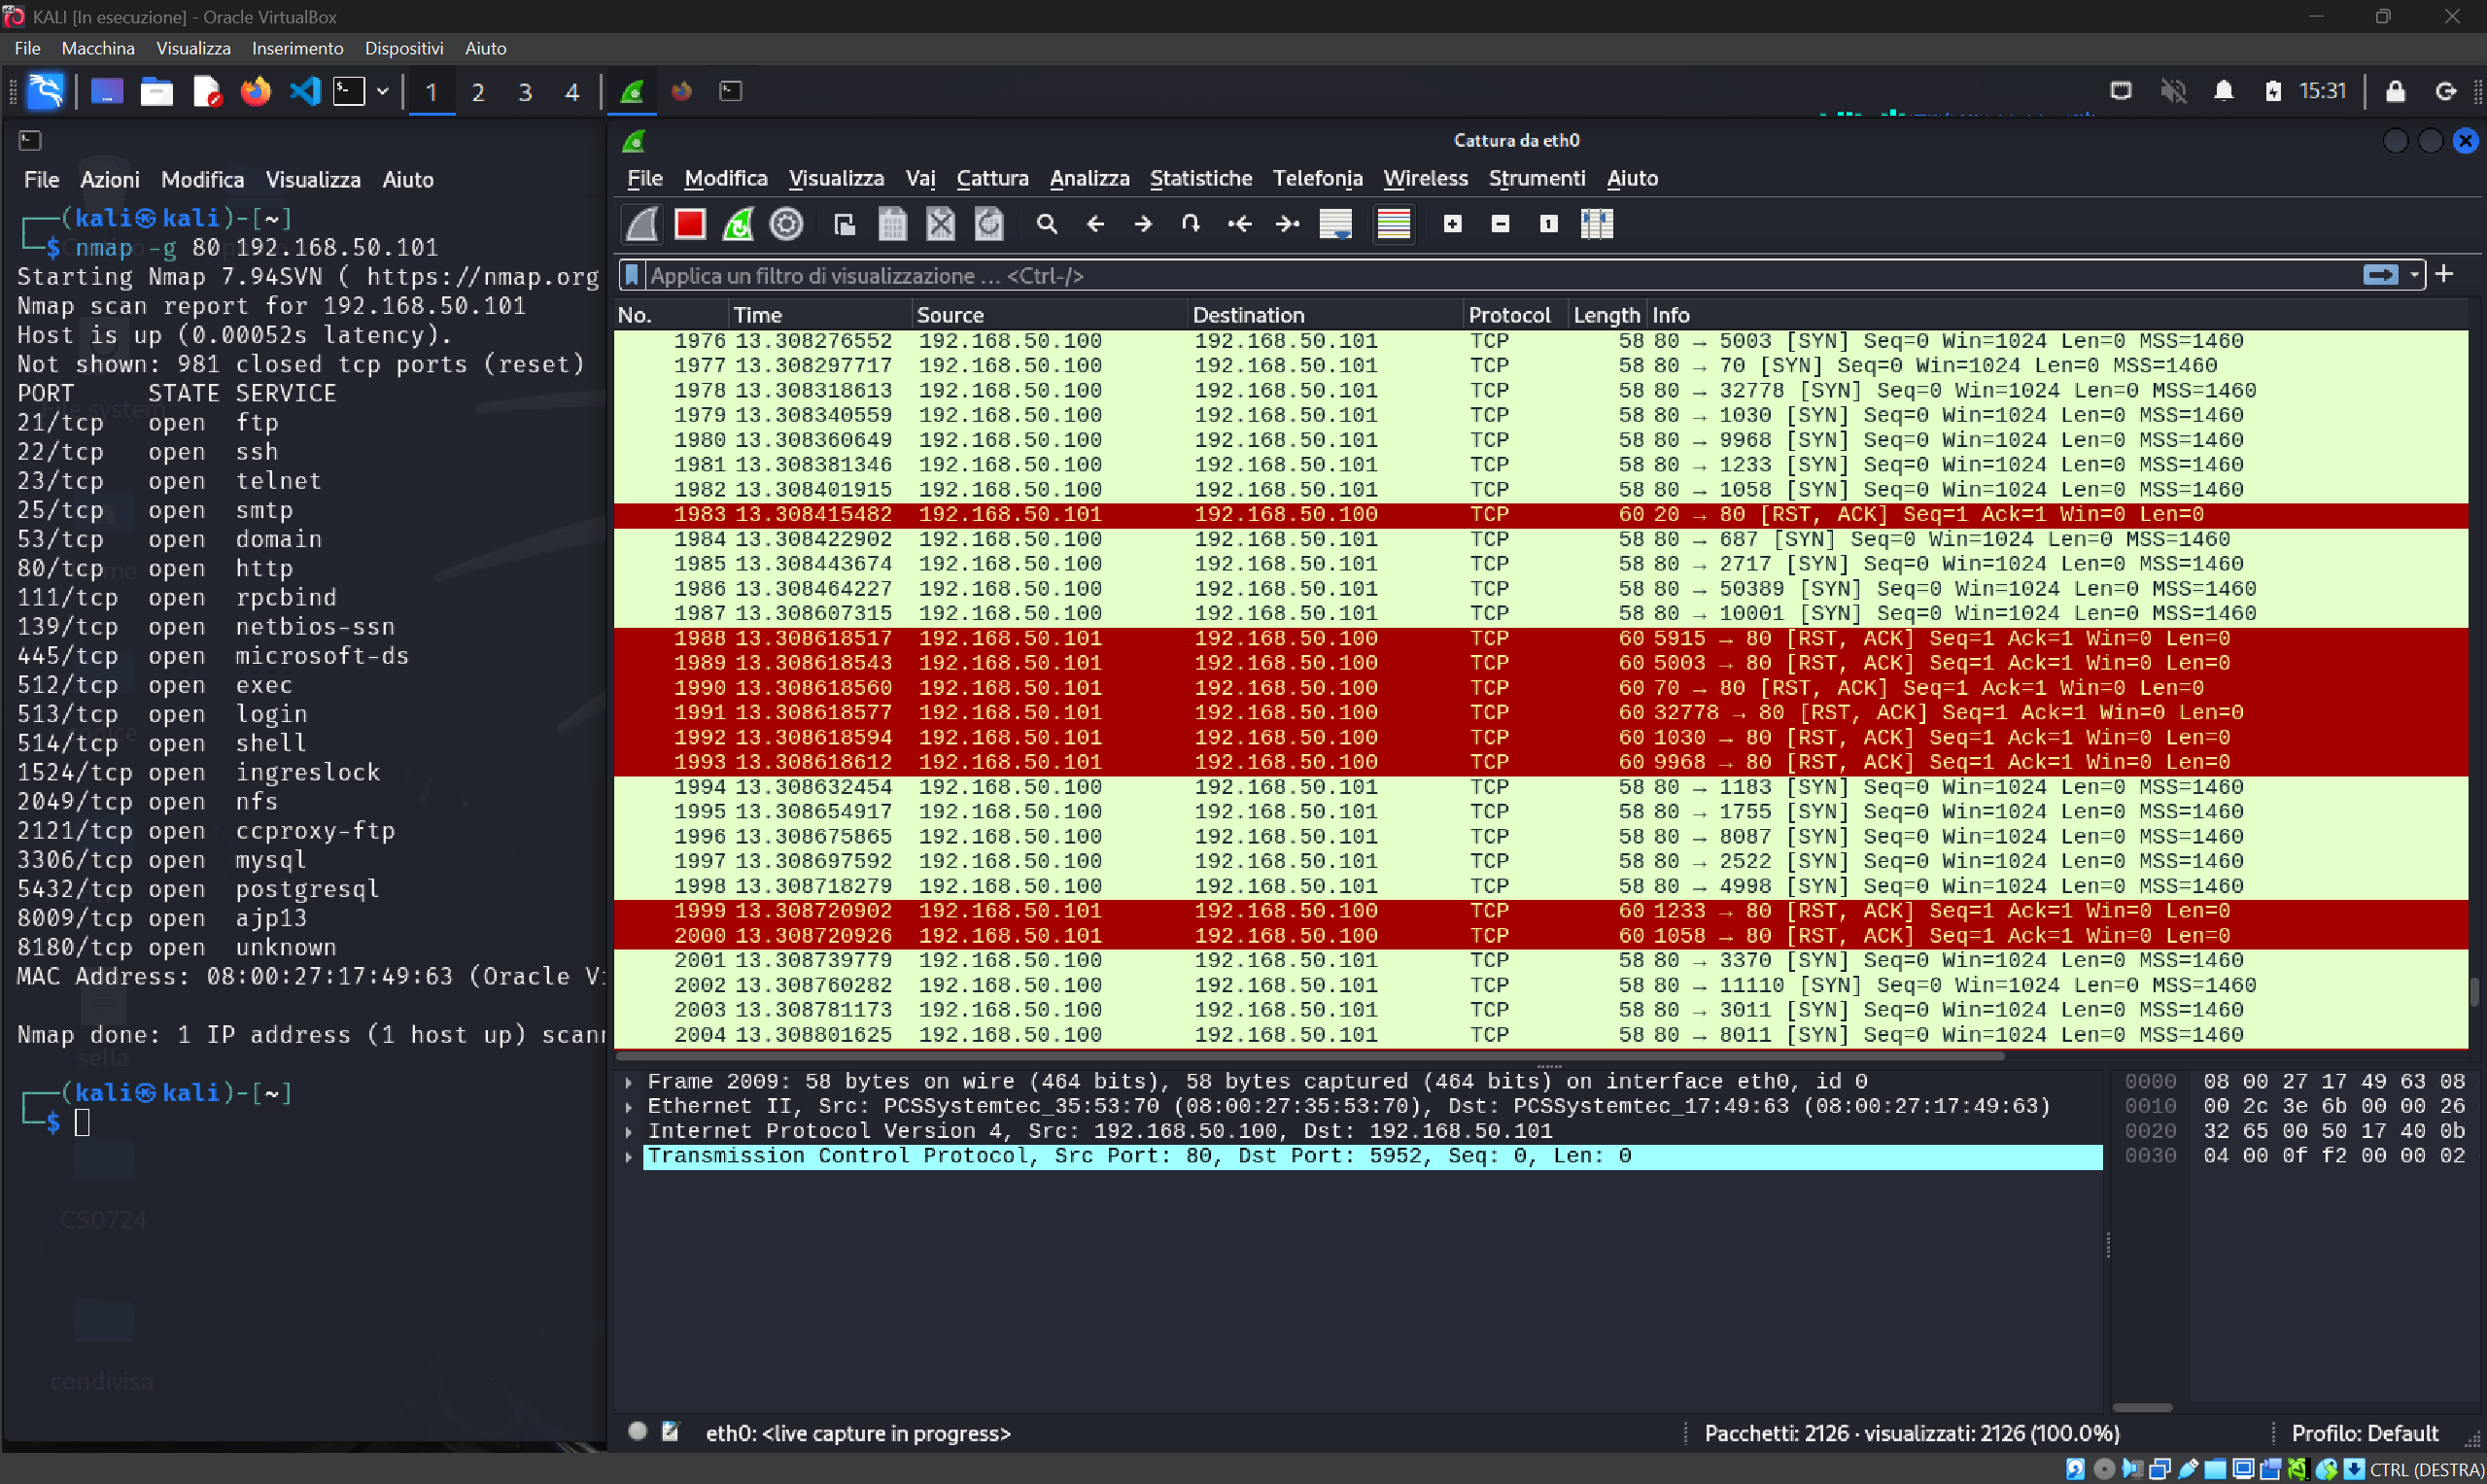 KALI [In esecuzione] - Oracle VirtualBox
File Macchina Visualizza Inserimento Dispositivi Aiuto
1 2 3 4 15:31
File Azioni Modifica Visualizza Aiuto
┌──(kali㉿kali)-[~]
└─$ nmap -g 80 192.168.50.101
Starting Nmap 7.94SVN ( https://nmap.org
Nmap scan report for 192.168.50.101
Host is up (0.00052s latency).
Not shown: 981 closed tcp ports (reset)
PORT STATE SERVICE
21/tcp open ftp
22/tcp open ssh
23/tcp open telnet
25/tcp open smtp
53/tcp open domain
80/tcp open http
111/tcp open rpcbind
139/tcp open netbios-ssn
445/tcp open microsoft-ds
512/tcp open exec
513/tcp open login
514/tcp open shell
1524/tcp open ingreslock
2049/tcp open nfs
2121/tcp open ccproxy-ftp
3306/tcp open mysql
5432/tcp open postgresql
8009/tcp open ajp13
8180/tcp open unknown
MAC Address: 08:00:27:17:49:63 (Oracle Vi
Nmap done: 1 IP address (1 host up) scann
sella
┌──(kali㉿kali)-[~]
└─$
CS0724
condivisa
Cattura da eth0
File Modifica Visualizza Vai Cattura Analizza Statistiche Telefonia Wireless Strumenti Aiuto
Applica un filtro di visualizzazione … <Ctrl-/>
No. Time Source Destination Protocol Length Info
1976 13.308276552 192.168.50.100 192.168.50.101 TCP 58 80 → 5003 [SYN] Seq=0 Win=1024 Len=0 MSS=1460
1977 13.308297717 192.168.50.100 192.168.50.101 TCP 58 80 → 70 [SYN] Seq=0 Win=1024 Len=0 MSS=1460
1978 13.308318613 192.168.50.100 192.168.50.101 TCP 58 80 → 32778 [SYN] Seq=0 Win=1024 Len=0 MSS=1460
1979 13.308340559 192.168.50.100 192.168.50.101 TCP 58 80 → 1030 [SYN] Seq=0 Win=1024 Len=0 MSS=1460
1980 13.308360649 192.168.50.100 192.168.50.101 TCP 58 80 → 9968 [SYN] Seq=0 Win=1024 Len=0 MSS=1460
1981 13.308381346 192.168.50.100 192.168.50.101 TCP 58 80 → 1233 [SYN] Seq=0 Win=1024 Len=0 MSS=1460
1982 13.308401915 192.168.50.100 192.168.50.101 TCP 58 80 → 1058 [SYN] Seq=0 Win=1024 Len=0 MSS=1460
1983 13.308415482 192.168.50.101 192.168.50.100 TCP 60 20 → 80 [RST, ACK] Seq=1 Ack=1 Win=0 Len=0
1984 13.308422902 192.168.50.100 192.168.50.101 TCP 58 80 → 687 [SYN] Seq=0 Win=1024 Len=0 MSS=1460
1985 13.308443674 192.168.50.100 192.168.50.101 TCP 58 80 → 2717 [SYN] Seq=0 Win=1024 Len=0 MSS=1460
1986 13.308464227 192.168.50.100 192.168.50.101 TCP 58 80 → 50389 [SYN] Seq=0 Win=1024 Len=0 MSS=1460
1987 13.308607315 192.168.50.100 192.168.50.101 TCP 58 80 → 10001 [SYN] Seq=0 Win=1024 Len=0 MSS=1460
1988 13.308618517 192.168.50.101 192.168.50.100 TCP 60 5915 → 80 [RST, ACK] Seq=1 Ack=1 Win=0 Len=0
1989 13.308618543 192.168.50.101 192.168.50.100 TCP 60 5003 → 80 [RST, ACK] Seq=1 Ack=1 Win=0 Len=0
1990 13.308618560 192.168.50.101 192.168.50.100 TCP 60 70 → 80 [RST, ACK] Seq=1 Ack=1 Win=0 Len=0
1991 13.308618577 192.168.50.101 192.168.50.100 TCP 60 32778 → 80 [RST, ACK] Seq=1 Ack=1 Win=0 Len=0
1992 13.308618594 192.168.50.101 192.168.50.100 TCP 60 1030 → 80 [RST, ACK] Seq=1 Ack=1 Win=0 Len=0
1993 13.308618612 192.168.50.101 192.168.50.100 TCP 60 9968 → 80 [RST, ACK] Seq=1 Ack=1 Win=0 Len=0
1994 13.308632454 192.168.50.100 192.168.50.101 TCP 58 80 → 1183 [SYN] Seq=0 Win=1024 Len=0 MSS=1460
1995 13.308654917 192.168.50.100 192.168.50.101 TCP 58 80 → 1755 [SYN] Seq=0 Win=1024 Len=0 MSS=1460
1996 13.308675865 192.168.50.100 192.168.50.101 TCP 58 80 → 8087 [SYN] Seq=0 Win=1024 Len=0 MSS=1460
1997 13.308697592 192.168.50.100 192.168.50.101 TCP 58 80 → 2522 [SYN] Seq=0 Win=1024 Len=0 MSS=1460
1998 13.308718279 192.168.50.100 192.168.50.101 TCP 58 80 → 4998 [SYN] Seq=0 Win=1024 Len=0 MSS=1460
1999 13.308720902 192.168.50.101 192.168.50.100 TCP 60 1233 → 80 [RST, ACK] Seq=1 Ack=1 Win=0 Len=0
2000 13.308720926 192.168.50.101 192.168.50.100 TCP 60 1058 → 80 [RST, ACK] Seq=1 Ack=1 Win=0 Len=0
2001 13.308739779 192.168.50.100 192.168.50.101 TCP 58 80 → 3370 [SYN] Seq=0 Win=1024 Len=0 MSS=1460
2002 13.308760282 192.168.50.100 192.168.50.101 TCP 58 80 → 11110 [SYN] Seq=0 Win=1024 Len=0 MSS=1460
2003 13.308781173 192.168.50.100 192.168.50.101 TCP 58 80 → 3011 [SYN] Seq=0 Win=1024 Len=0 MSS=1460
2004 13.308801625 192.168.50.100 192.168.50.101 TCP 58 80 → 8011 [SYN] Seq=0 Win=1024 Len=0 MSS=1460
Frame 2009: 58 bytes on wire (464 bits), 58 bytes captured (464 bits) on interface eth0, id 0
Ethernet II, Src: PCSSystemtec_35:53:70 (08:00:27:35:53:70), Dst: PCSSystemtec_17:49:63 (08:00:27:17:49:63)
Internet Protocol Version 4, Src: 192.168.50.100, Dst: 192.168.50.101
Transmission Control Protocol, Src Port: 80, Dst Port: 5952, Seq: 0, Len: 0
0000 08 00 27 17 49 63 08
0010 00 2c 3e 6b 00 00 26
0020 32 65 00 50 17 40 0b
0030 04 00 0f f2 00 00 02
eth0: <live capture in progress> Pacchetti: 2126 · visualizzati: 2126 (100.0%) Profilo: Default
CTRL (DESTRA)